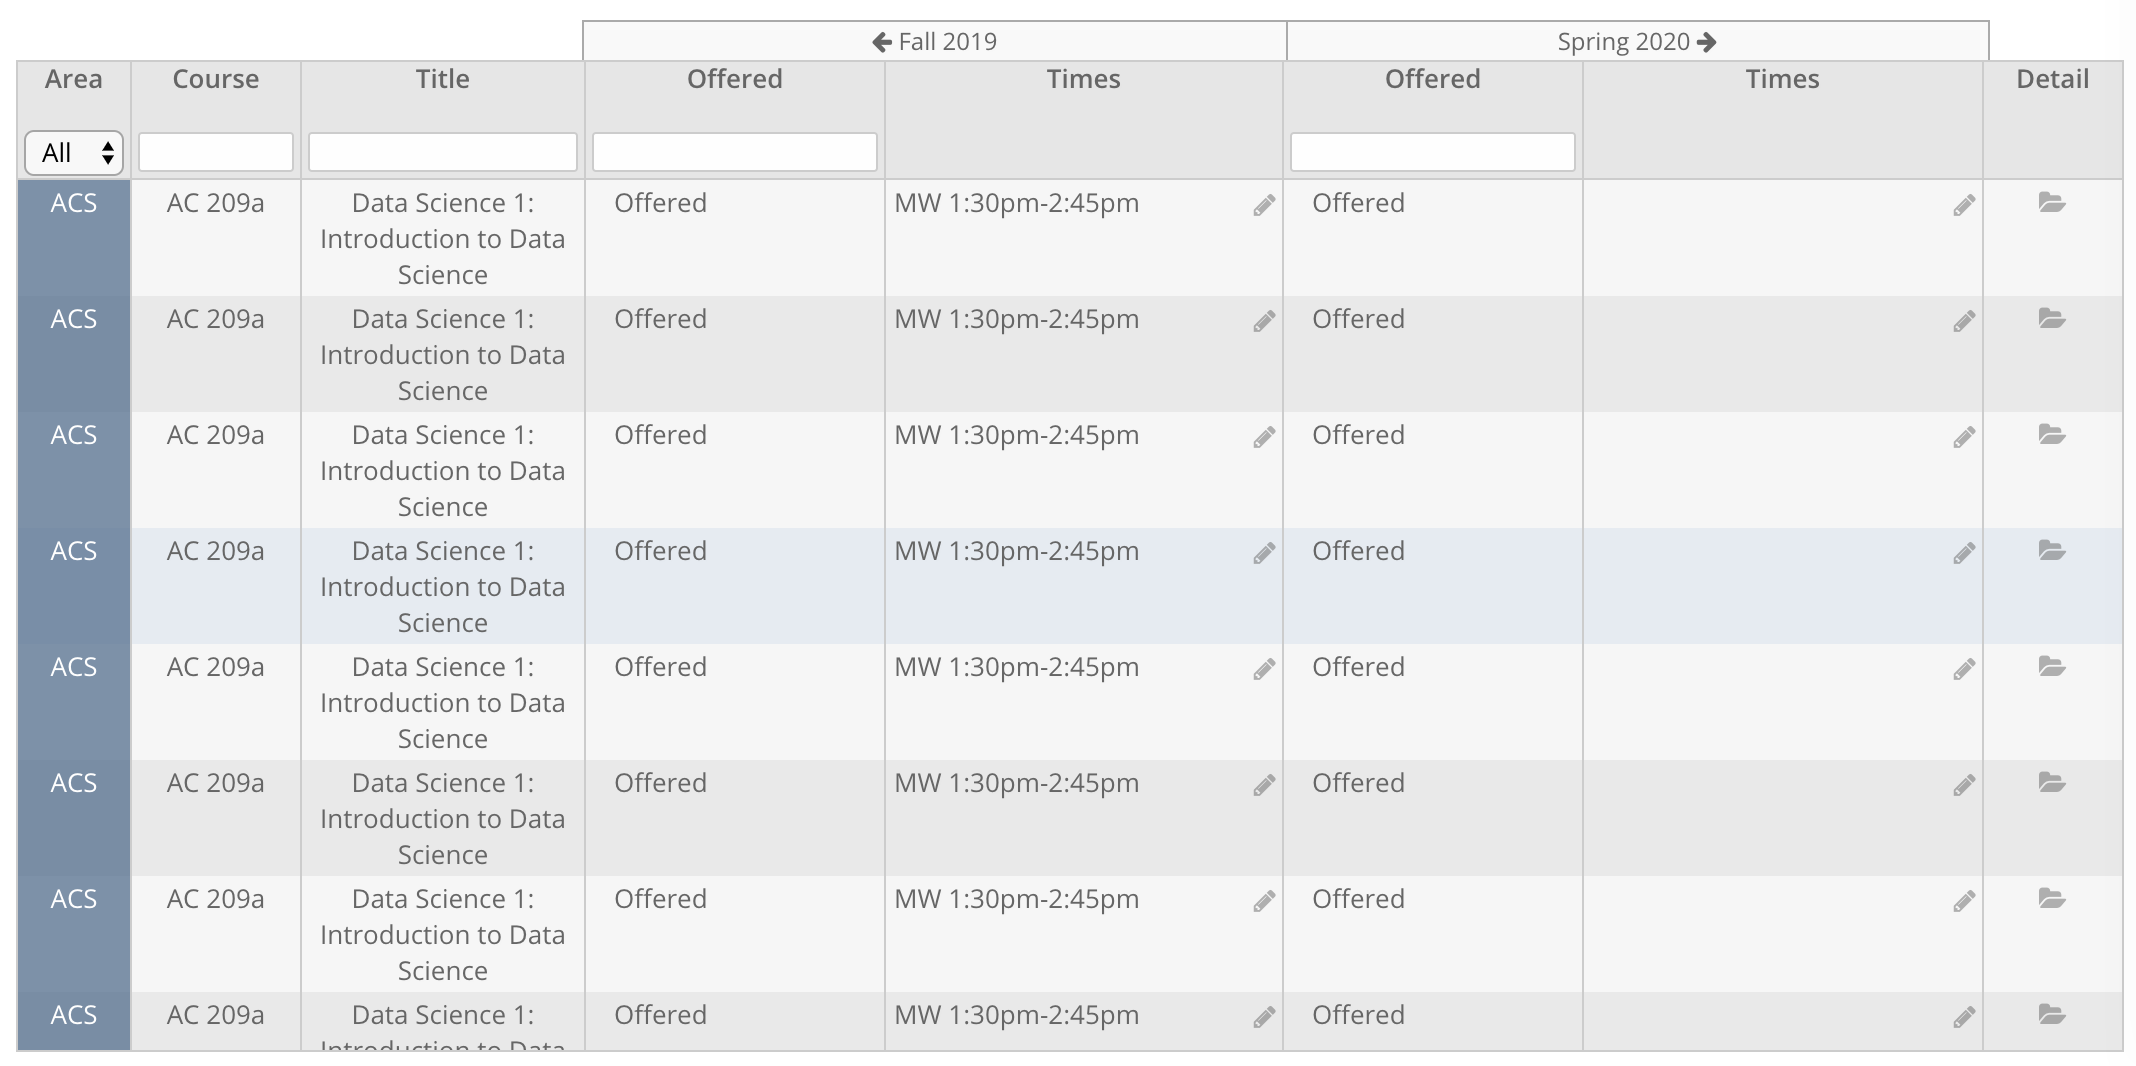 Fall 2019 Spring 2020
Area Course Title Offered Times Offered Times Detail
All
ACS AC 209a Data Science 1: Offered MW 1:30pm-2:45pm Offered
Introduction to Data
Science
ACS AC 209a Data Science 1: Offered MW 1:30pm-2:45pm Offered
Introduction to Data
Science
ACS AC 209a Data Science 1: Offered MW 1:30pm-2:45pm Offered
Introduction to Data
Science
ACS AC 209a Data Science 1: Offered MW 1:30pm-2:45pm Offered
Introduction to Data
Science
ACS AC 209a Data Science 1: Offered MW 1:30pm-2:45pm Offered
Introduction to Data
Science
ACS AC 209a Data Science 1: Offered MW 1:30pm-2:45pm Offered
Introduction to Data
Science
ACS AC 209a Data Science 1: Offered MW 1:30pm-2:45pm Offered
Introduction to Data
Science
ACS AC 209a Data Science 1: Offered MW 1:30pm-2:45pm Offered
Introduction to Data